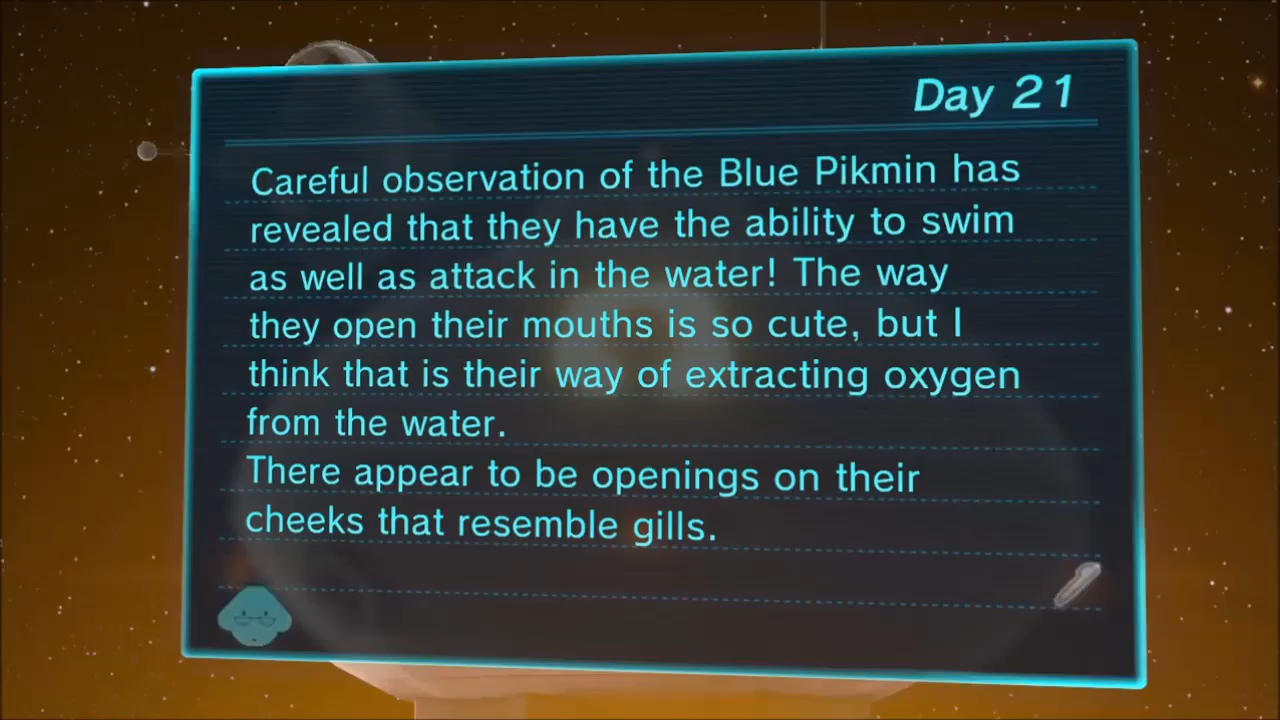 Day 21
Careful observation of the Blue Pikmin has
revealed that they have the ability to swim
as well as attack in the water! The way
they open their mouths is so cute, but I
think that is their way of extracting oxygen
from the water.
There appear to be openings on their
cheeks that resemble gills.